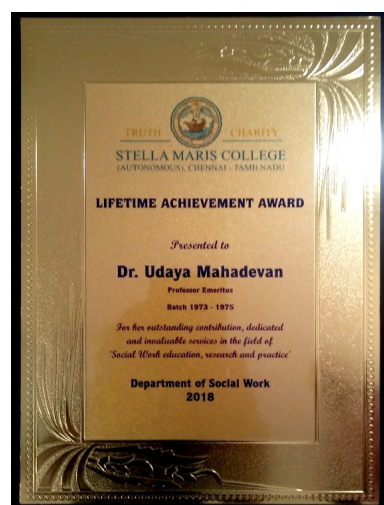 TRUTH CHARITY
STELLA MARIS COLLEGE
(AUTONOMOUS), CHENNAI - TAMILNADU
LIFETIME ACHIEVEMENT AWARD
Presented to
Dr. Udaya Mahadevan
Professor Emeritus
Batch 1973 - 1975
For her outstanding contribution, dedicated
and invaluable services in the field of
'Social Work education, research and practice'
Department of Social Work
2018